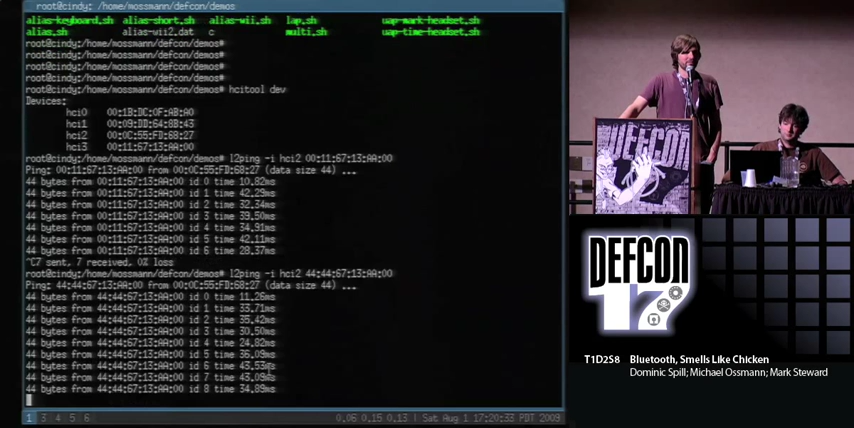 root@cindy: /home/mossmann/defcon/demos
alias-keyboard.sh alias-short.sh alias-wii.sh lap.sh uap-mark-headset.sh
alias.sh alias-wii2.dat c multi.sh uap-time-headset.sh
root@cindy:/home/mossmann/defcon/demos#
root@cindy:/home/mossmann/defcon/demos#
root@cindy:/home/mossmann/defcon/demos#
root@cindy:/home/mossmann/defcon/demos#
root@cindy:/home/mossmann/defcon/demos# hcitool dev
Devices:
hci0 00:1B:DC:0F:AB:A0
hci1 00:09:DD:64:8B:43
hci2 00:0C:55:FD:68:27
hci3 00:11:67:13:AA:00
root@cindy:/home/mossmann/defcon/demos# l2ping -i hci2 00:11:67:13:AA:00
Ping: 00:11:67:13:AA:00 from 00:0C:55:FD:68:27 (data size 44) ...
44 bytes from 00:11:67:13:AA:00 id 0 time 10.82ms
44 bytes from 00:11:67:13:AA:00 id 1 time 42.29ms
44 bytes from 00:11:67:13:AA:00 id 2 time 32.34ms
44 bytes from 00:11:67:13:AA:00 id 3 time 39.50ms
44 bytes from 00:11:67:13:AA:00 id 4 time 34.91ms
44 bytes from 00:11:67:13:AA:00 id 5 time 42.11ms
44 bytes from 00:11:67:13:AA:00 id 6 time 28.37ms
^C7 sent, 7 received, 0% loss
root@cindy:/home/mossmann/defcon/demos# l2ping -i hci2 44:44:67:13:AA:00
Ping: 44:44:67:13:AA:00 from 00:0C:55:FD:68:27 (data size 44) ...
44 bytes from 44:44:67:13:AA:00 id 0 time 11.26ms
44 bytes from 44:44:67:13:AA:00 id 1 time 33.71ms
44 bytes from 44:44:67:13:AA:00 id 2 time 35.42ms
44 bytes from 44:44:67:13:AA:00 id 3 time 30.50ms
44 bytes from 44:44:67:13:AA:00 id 4 time 24.82ms
44 bytes from 44:44:67:13:AA:00 id 5 time 36.09ms
44 bytes from 44:44:67:13:AA:00 id 6 time 43.53ms
44 bytes from 44:44:67:13:AA:00 id 7 time 43.09ms
44 bytes from 44:44:67:13:AA:00 id 8 time 34.89ms
1 3 4 5 6 0.06 0.15 0.13 | Sat Aug 1 17:20:33 PDT 2009
DEFCON
DEFCON
17
T1D2S8 Bluetooth, Smells Like Chicken
Dominic Spill; Michael Ossmann; Mark Steward